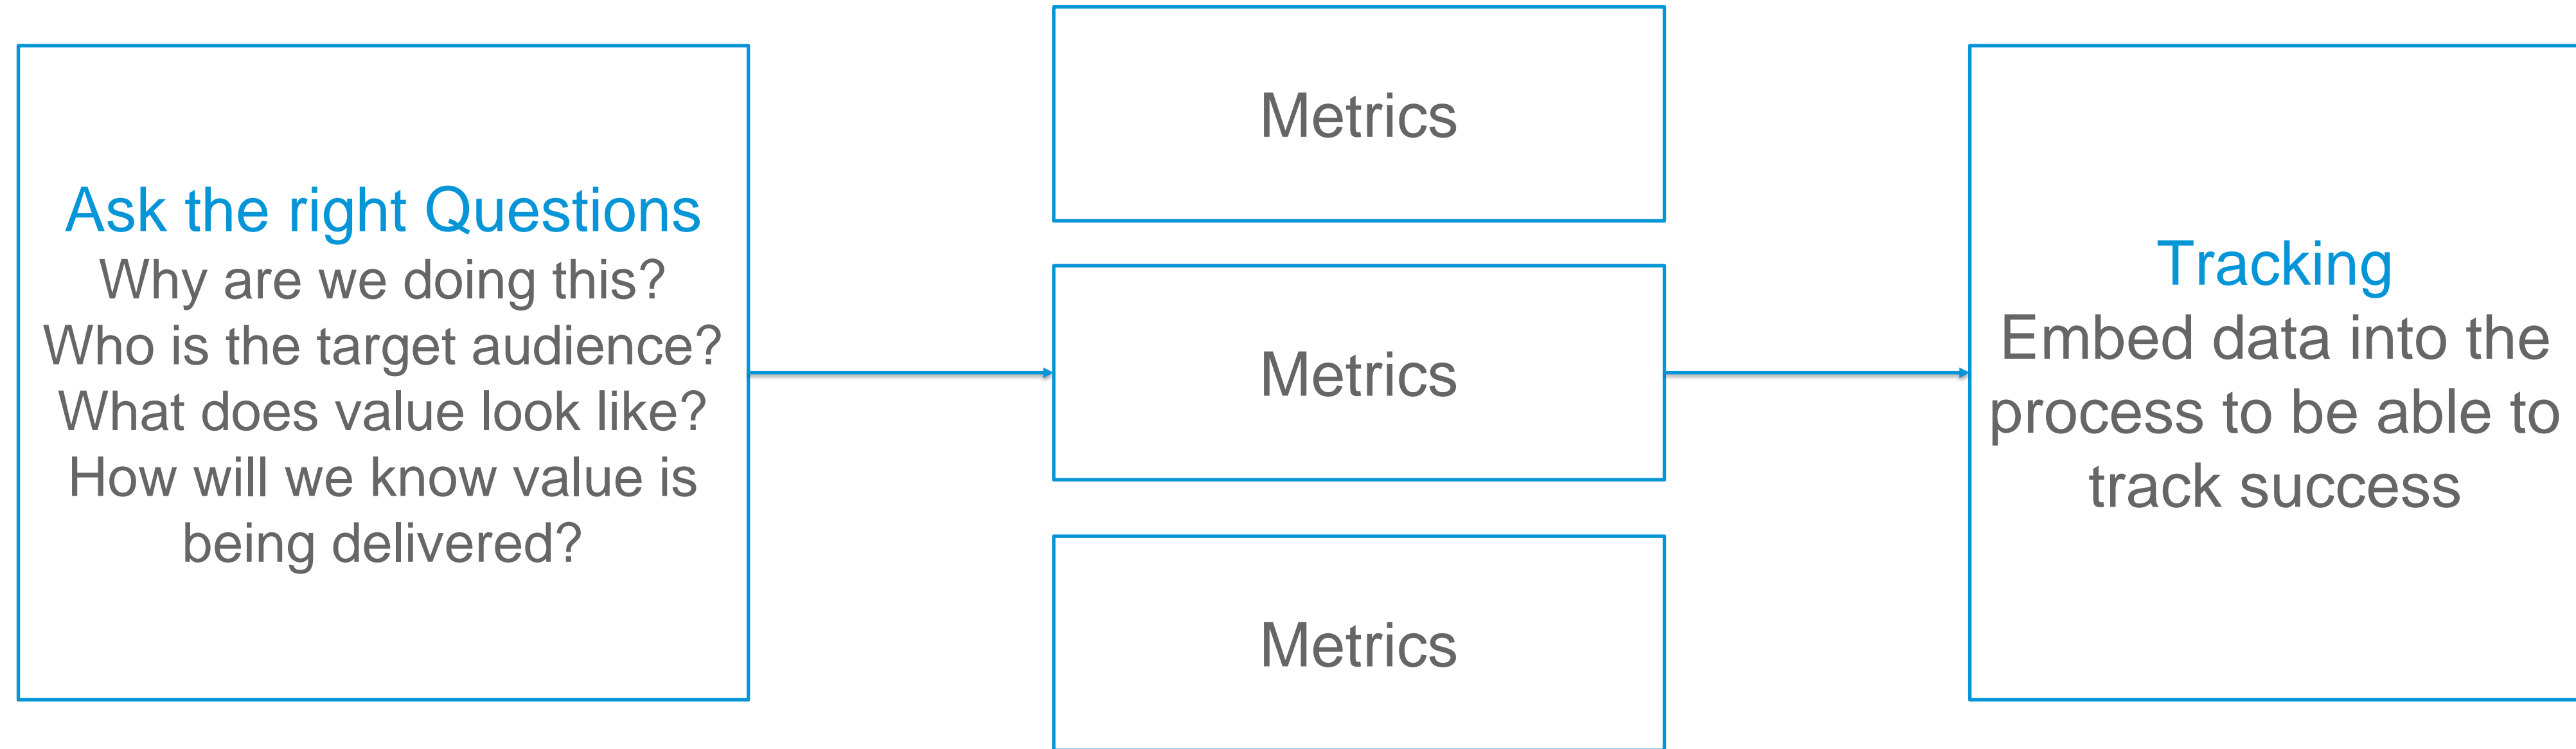 Ask the right Questions
Why are we doing this?
Who is the target audience?
What does value look like?
How will we know value is
being delivered?
Metrics
Metrics
Metrics
Tracking
Embed data into the
process to be able to
track success